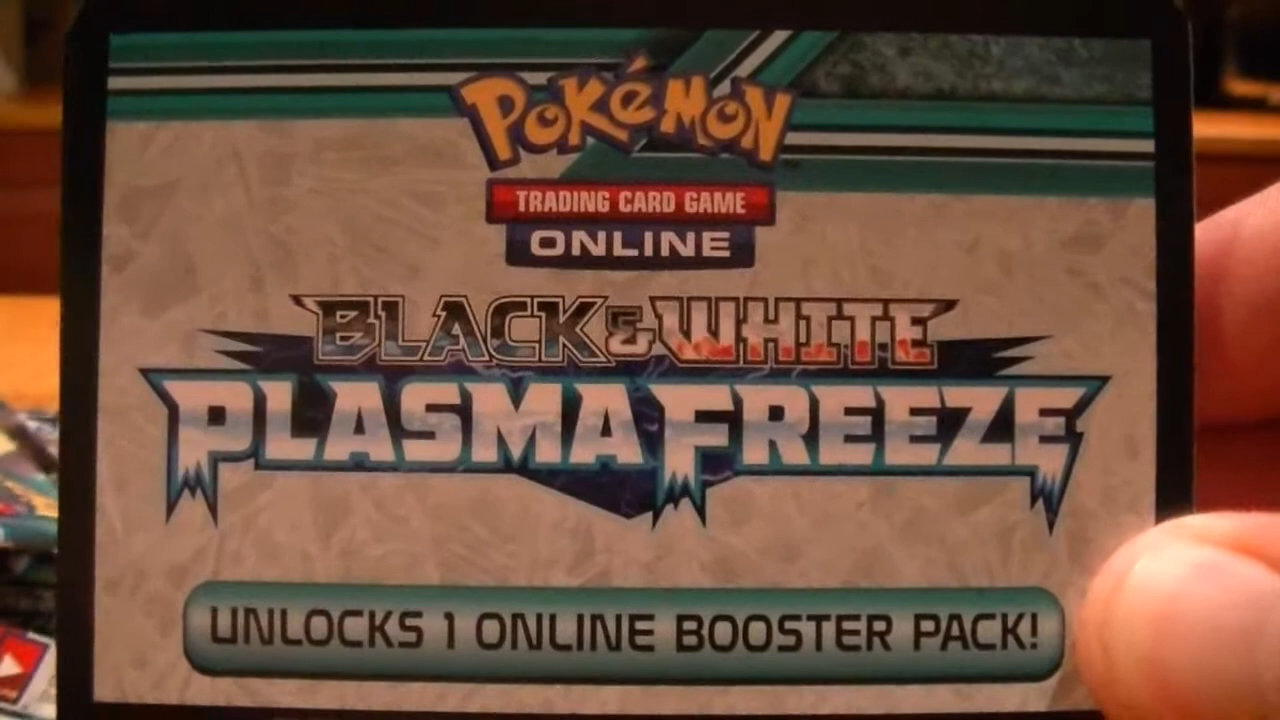 POKéMON
TRADING CARD GAME
ONLINE
BLACK & WHITE
PLASMA FREEZE
UNLOCKS 1 ONLINE BOOSTER PACK!